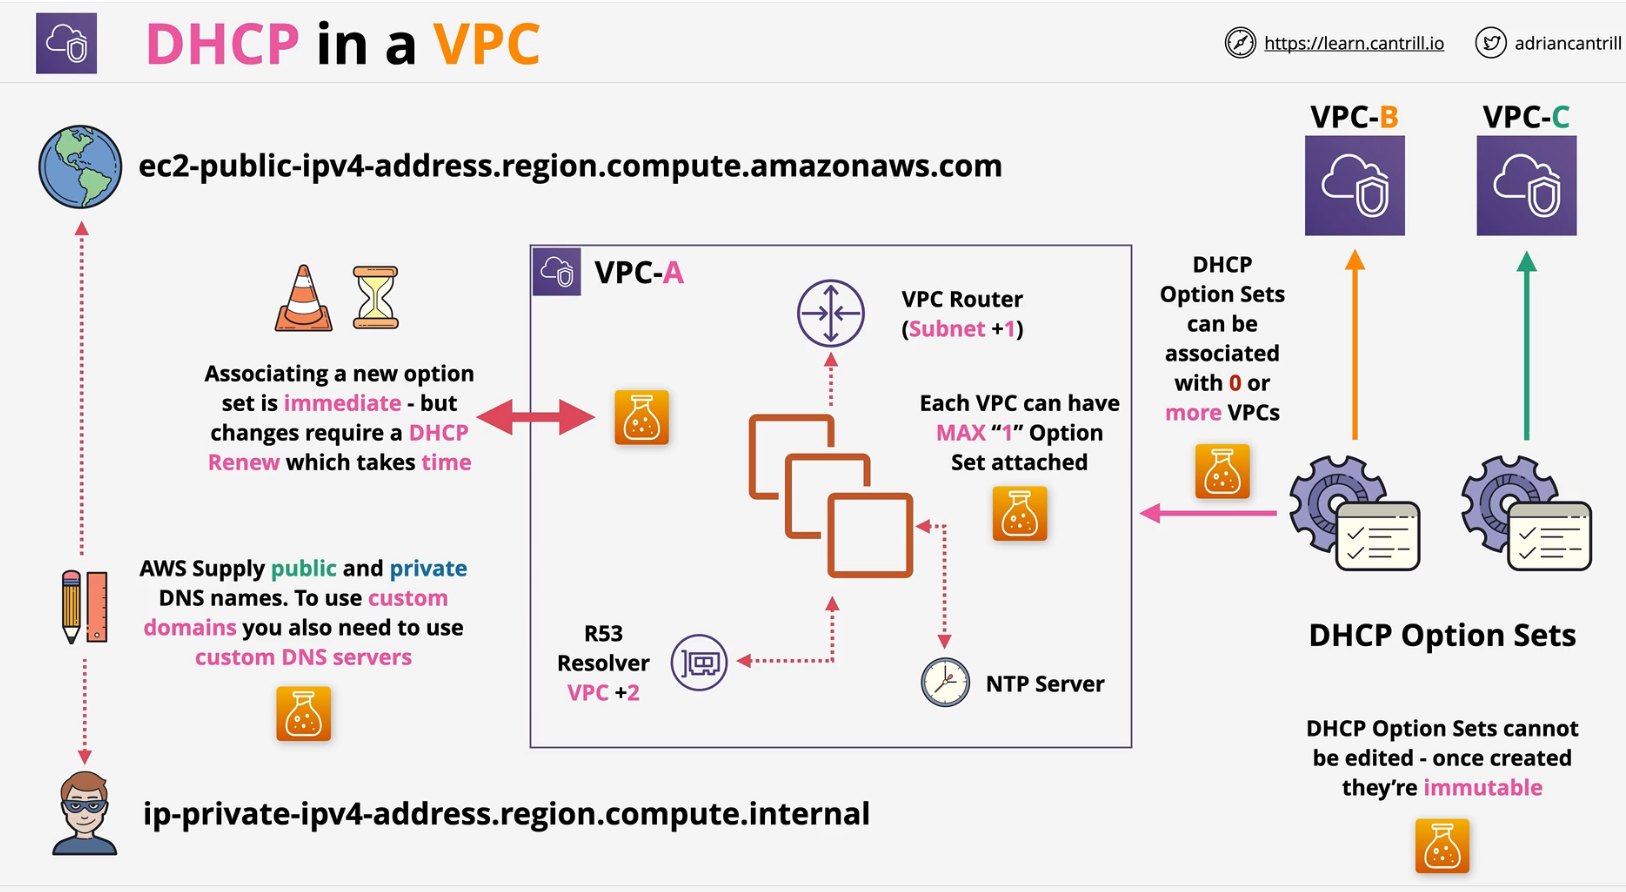 DHCP in a VPC
https://learn.cantrill.io
adriancantrill
ec2-public-ipv4-address.region.compute.amazonaws.com
VPC-B
VPC-C
Associating a new option
set is immediate - but
changes require a DHCP
Renew which takes time
VPC-A
VPC Router
(Subnet +1)
Each VPC can have
MAX “1” Option
Set attached
DHCP
Option Sets
can be
associated
with 0 or
more VPCs
AWS Supply public and private
DNS names. To use custom
domains you also need to use
custom DNS servers
R53
Resolver
VPC +2
NTP Server
DHCP Option Sets
DHCP Option Sets cannot
be edited - once created
they’re immutable
ip-private-ipv4-address.region.compute.internal